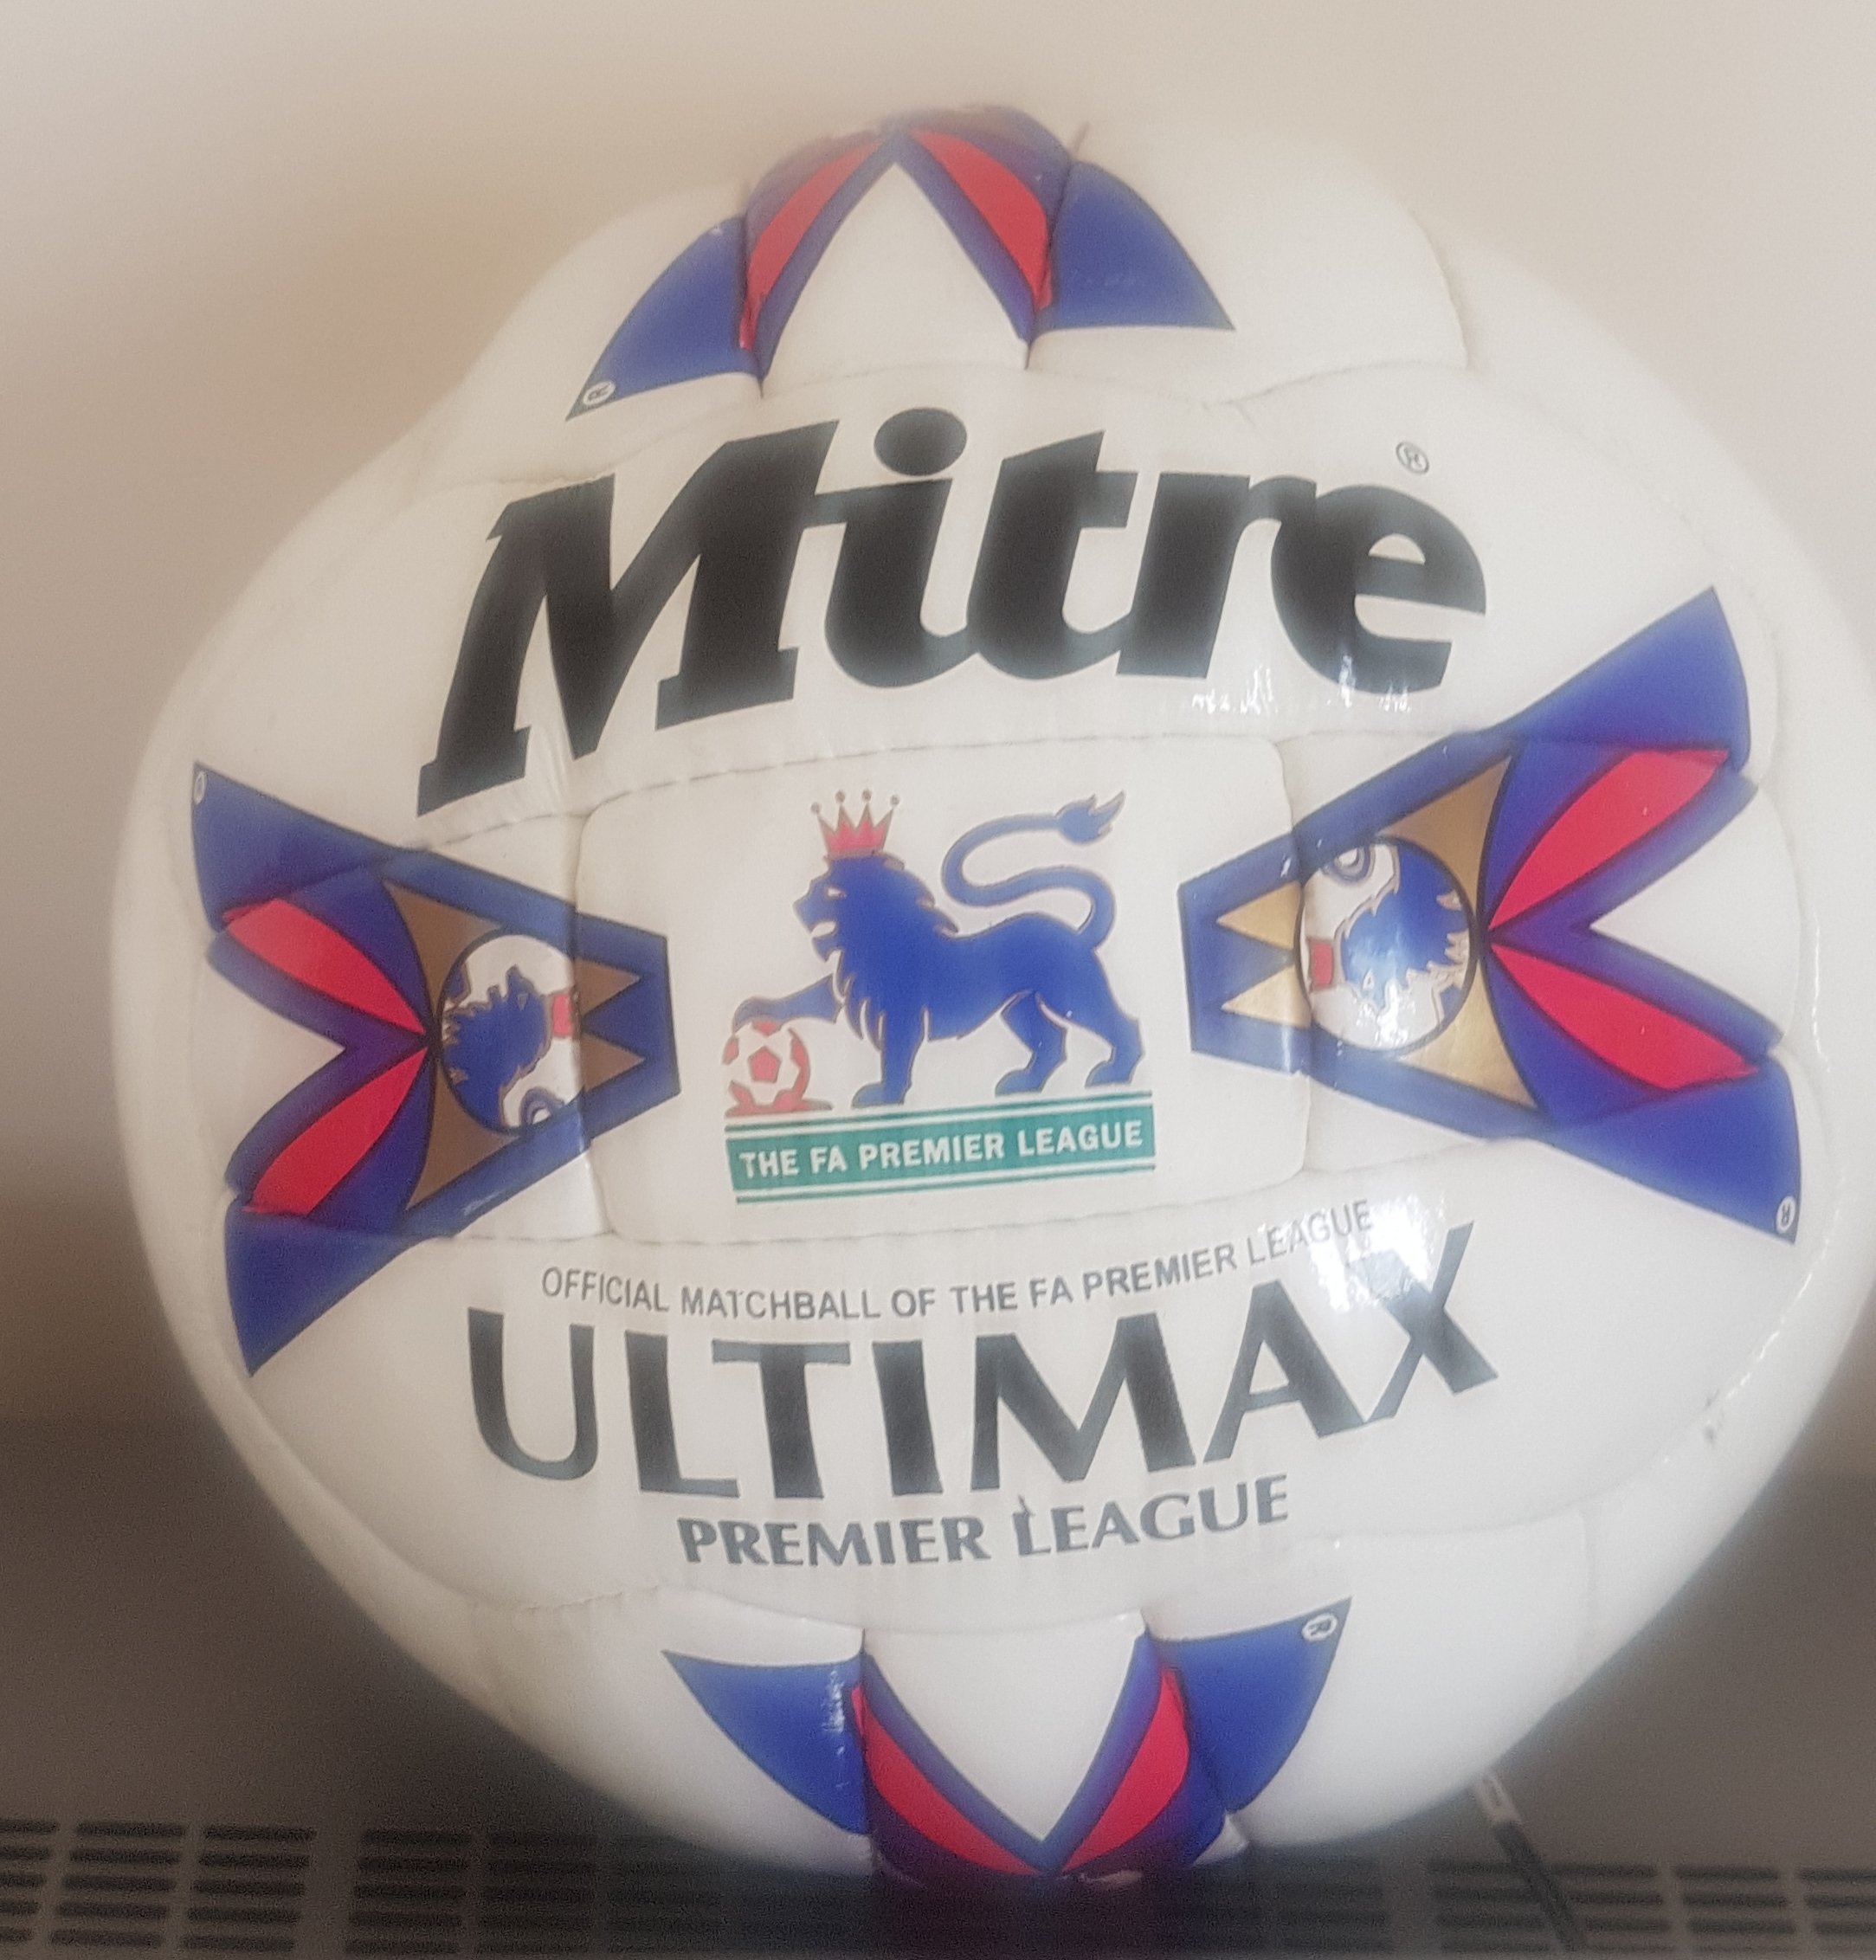 Mitre®
THE FA PREMIER LEAGUE
OFFICIAL MATCHBALL OF THE FA PREMIER LEAGUE
ULTIMAX
PREMIER LEAGUE